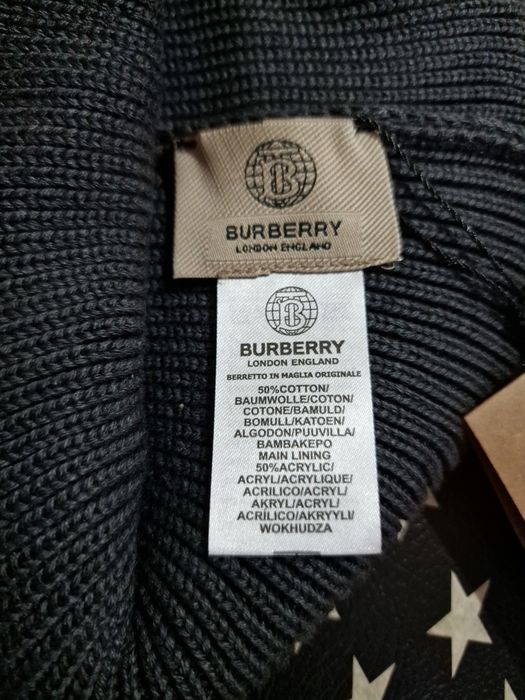 BURBERRY
LONDON ENGLAND
BURBERRY
LONDON ENGLAND
BERRETTO IN MAGLIA ORIGINALE
50%COTTON/
BAUMWOLLE/COTON/
COTONE/BAMULD/
BOMULL/KATOEN/
ALGODON/PUUVILLA/
BAMBAKEPO
MAIN LINING
50%ACRYLIC/
ACRYL/ACRYLIQUE/
ACRILICO/ACRYL/
AKRYL/ACRYL/
ACRÍLICO/AKRYYLI/
WOKHUDZA